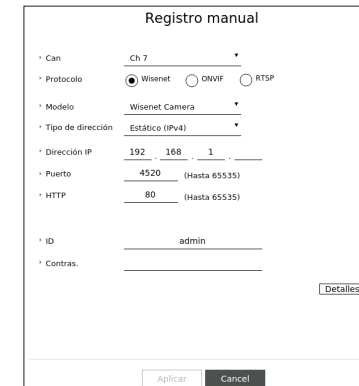 Registro manual
Can Ch 7
Protocolo Wisenet ONVIF RTSP
Modelo Wisenet Camera
Tipo de dirección Estático (IPv4)
Dirección IP 192 . 168 . 1 .
Puerto 4520 (Hasta 65535)
HTTP 80 (Hasta 65535)
ID admin
Contras.
Detalles
Aplicar Cancel